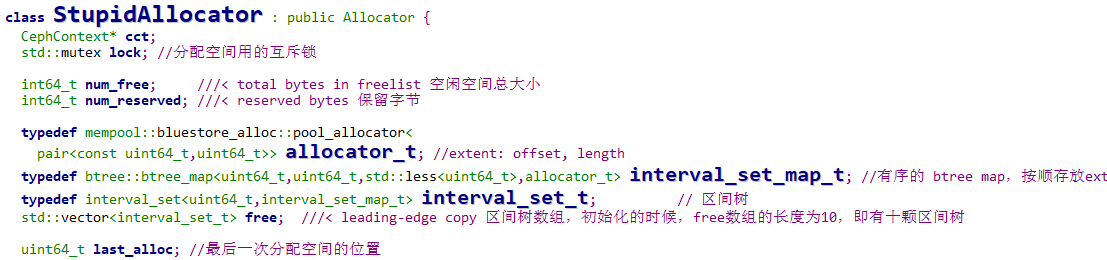 class StupidAllocator : public Allocator {
CephContext* cct;
std::mutex lock; //分配空间用的互斥锁
int64_t num_free; ///< total bytes in freelist 空闲空间总大小
int64_t num_reserved; ///< reserved bytes 保留字节
typedef mempool::bluestore_alloc::pool_allocator<
pair<const uint64_t,uint64_t>> allocator_t; //extent: offset, length
typedef btree::btree_map<uint64_t,uint64_t,std::less<uint64_t>,allocator_t> interval_set_map_t; //有序的 btree map，按顺存放ext
typedef interval_set<uint64_t,interval_set_map_t> interval_set_t; // 区间树
std::vector<interval_set_t> free; ///< leading-edge copy 区间树数组，初始化的时候，free数组的长度为10，即有十颗区间树
uint64_t last_alloc; //最后一次分配空间的位置